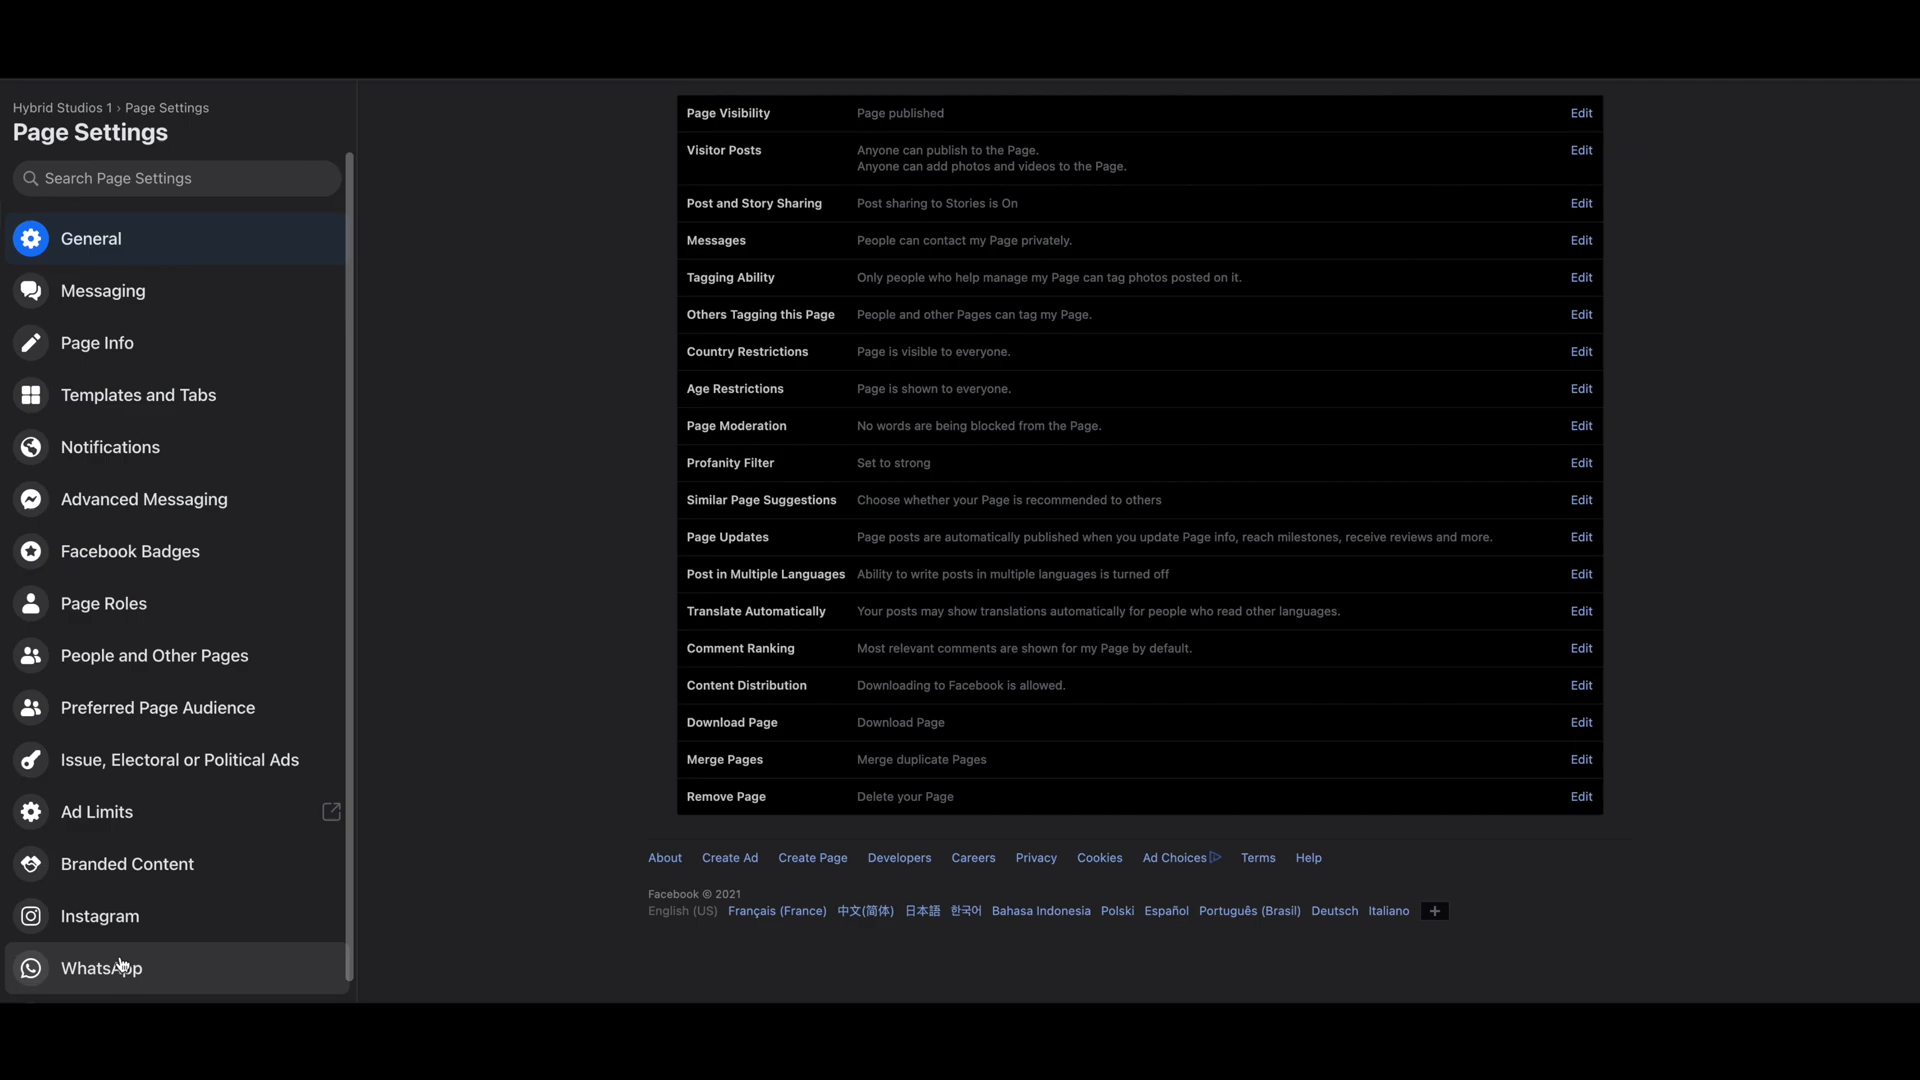 Hybrid Studios 1 › Page Settings
Page Settings
Search Page Settings
General
Messaging
Page Info
Templates and Tabs
Notifications
Advanced Messaging
Facebook Badges
Page Roles
People and Other Pages
Preferred Page Audience
Issue, Electoral or Political Ads
Ad Limits
Branded Content
Instagram
WhatsApp
Page Visibility Page published Edit
Visitor Posts Anyone can publish to the Page. Edit
Anyone can add photos and videos to the Page.
Post and Story Sharing Post sharing to Stories is On Edit
Messages People can contact my Page privately. Edit
Tagging Ability Only people who help manage my Page can tag photos posted on it. Edit
Others Tagging this Page People and other Pages can tag my Page. Edit
Country Restrictions Page is visible to everyone. Edit
Age Restrictions Page is shown to everyone. Edit
Page Moderation No words are being blocked from the Page. Edit
Profanity Filter Set to strong Edit
Similar Page Suggestions Choose whether your Page is recommended to others Edit
Page Updates Page posts are automatically published when you update Page info, reach milestones, receive reviews and more. Edit
Post in Multiple Languages Ability to write posts in multiple languages is turned off Edit
Translate Automatically Your posts may show translations automatically for people who read other languages. Edit
Comment Ranking Most relevant comments are shown for my Page by default. Edit
Content Distribution Downloading to Facebook is allowed. Edit
Download Page Download Page Edit
Merge Pages Merge duplicate Pages Edit
Remove Page Delete your Page Edit
About Create Ad Create Page Developers Careers Privacy Cookies Ad Choices Terms Help
Facebook © 2021
English (US) Français (France) 中文(简体) 日本語 한국어 Bahasa Indonesia Polski Español Português (Brasil) Deutsch Italiano +